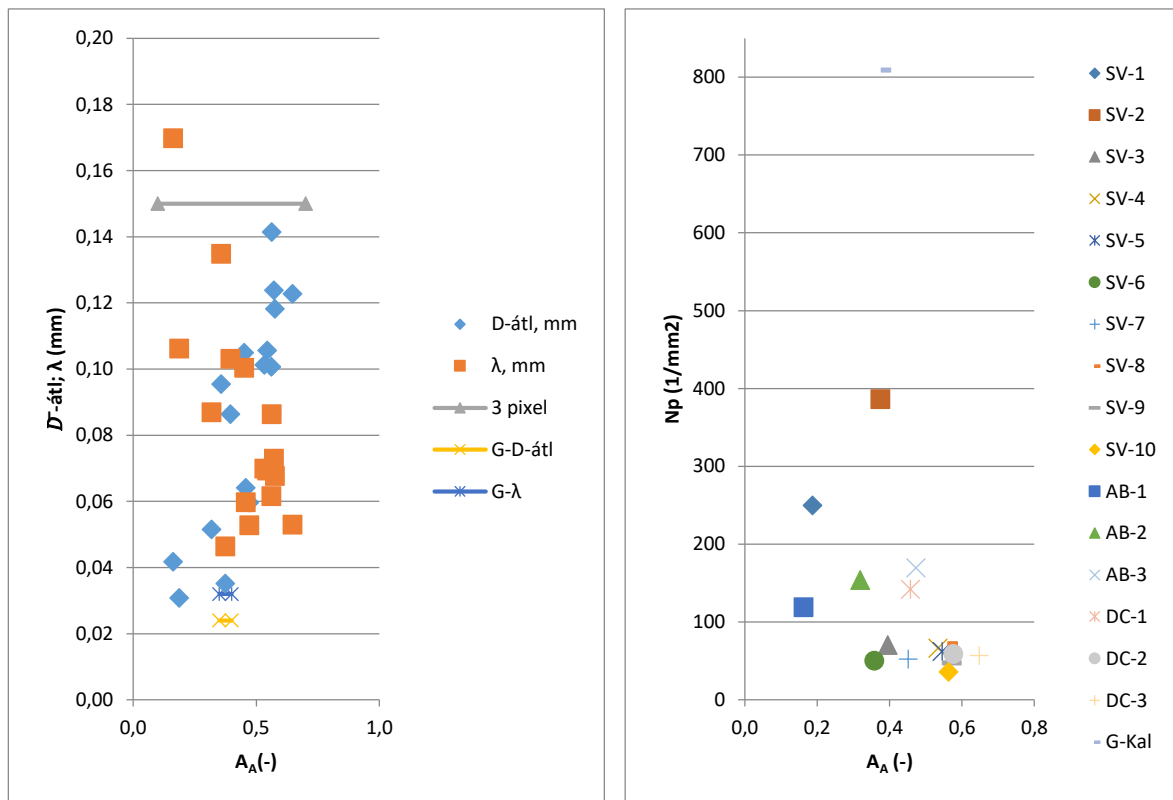 0,20
0,18
0,16
0,14
0,12
0,10
0,08
0,06
0,04
0,02
0,00
0,0
0,5
1,0
D̄-átl; λ (mm)
A_A(-)
D-átl, mm
λ, mm
3 pixel
G-D-átl
G-λ
800
700
600
500
400
300
200
100
0
0,0
0,2
0,4
0,6
0,8
Np (1/mm2)
A_A (-)
SV-1
SV-2
SV-3
SV-4
SV-5
SV-6
SV-7
SV-8
SV-9
SV-10
AB-1
AB-2
AB-3
DC-1
DC-2
DC-3
G-Kal